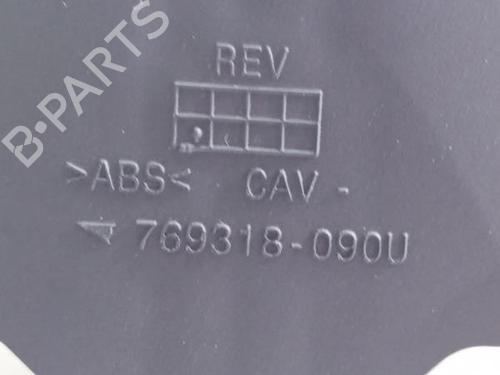 B-PARTS
REV
>ABS< CAV -
769318-090U